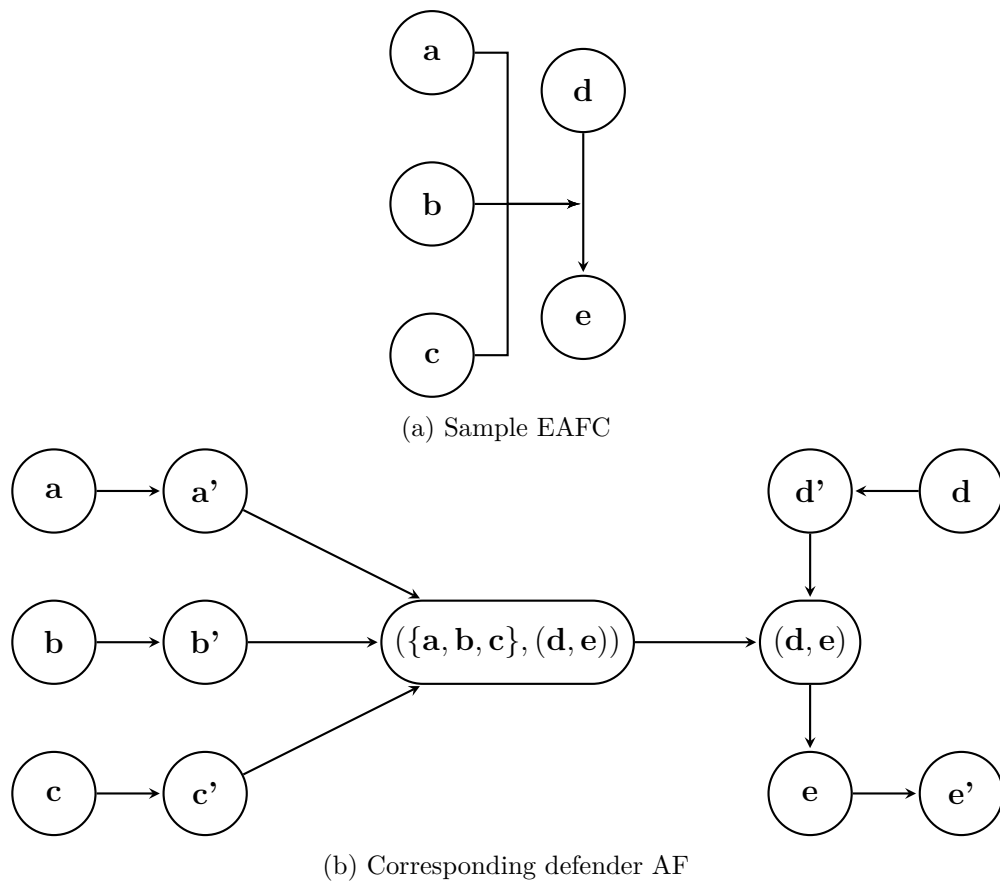 a
d
b
e
c
(a) Sample EAFC
a a’ d’ d
b b’ ({a, b, c}, (d, e)) (d, e)
c c’ e e’
(b) Corresponding defender AF